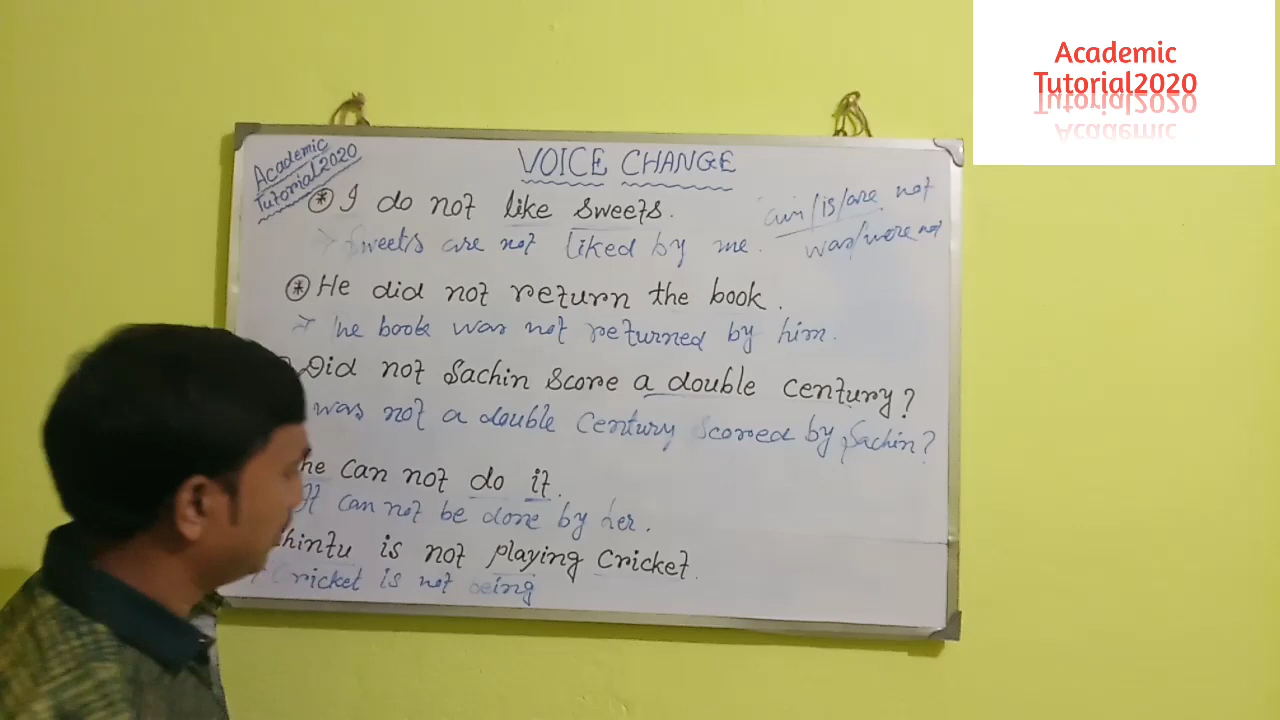 Academic
Tutorial2020
Academic
Tutorial2020
VOICE CHANGE
I do not like sweets.
am/is/are not
Sweets are not liked by me.
was/were not
He did not return the book.
The book was not returned by him.
Did not Sachin score a double century?
was not a double Century scored by Sachin?
he can not do it.
It can not be done by her.
hintu is not playing Cricket.
Cricket is not being